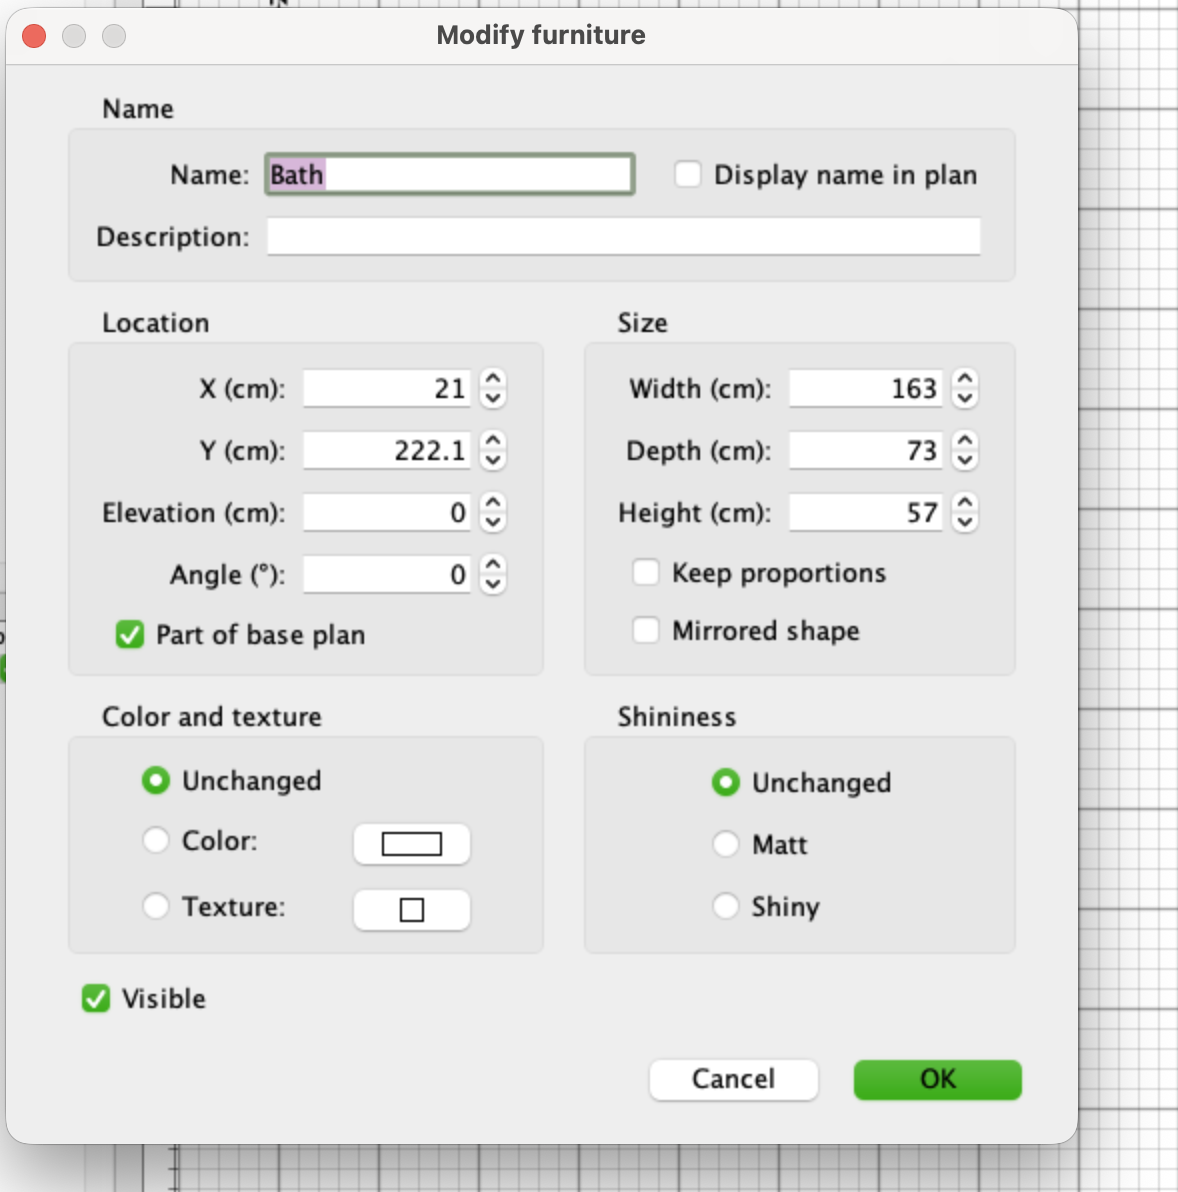 Modify furniture
Name
Name: Bath Display name in plan
Description:
Location
X (cm): 21
Y (cm): 222.1
Elevation (cm): 0
Angle (°): 0
Part of base plan
Size
Width (cm): 163
Depth (cm): 73
Height (cm): 57
Keep proportions
Mirrored shape
Color and texture
Unchanged
Color:
Texture:
Shininess
Unchanged
Matt
Shiny
Visible
Cancel OK